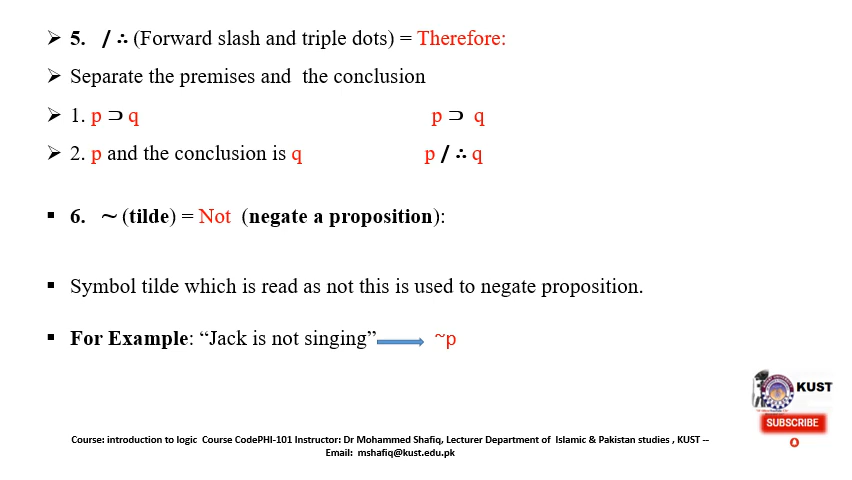 ➢ 5. / ∴ (Forward slash and triple dots) = Therefore:
➢ Separate the premises and the conclusion
➢ 1. p ⊃ q p ⊃ q
➢ 2. p and the conclusion is q p / ∴ q
▪ 6. ~ (tilde) = Not (negate a proposition):
▪ Symbol tilde which is read as not this is used to negate proposition.
▪ For Example: “Jack is not singing” ~p
KUST
SUBSCRIBE
Course: introduction to logic Course CodePHI-101 Instructor: Dr Mohammed Shafiq, Lecturer Department of Islamic & Pakistan studies , KUST --
Email: mshafiq@kust.edu.pk